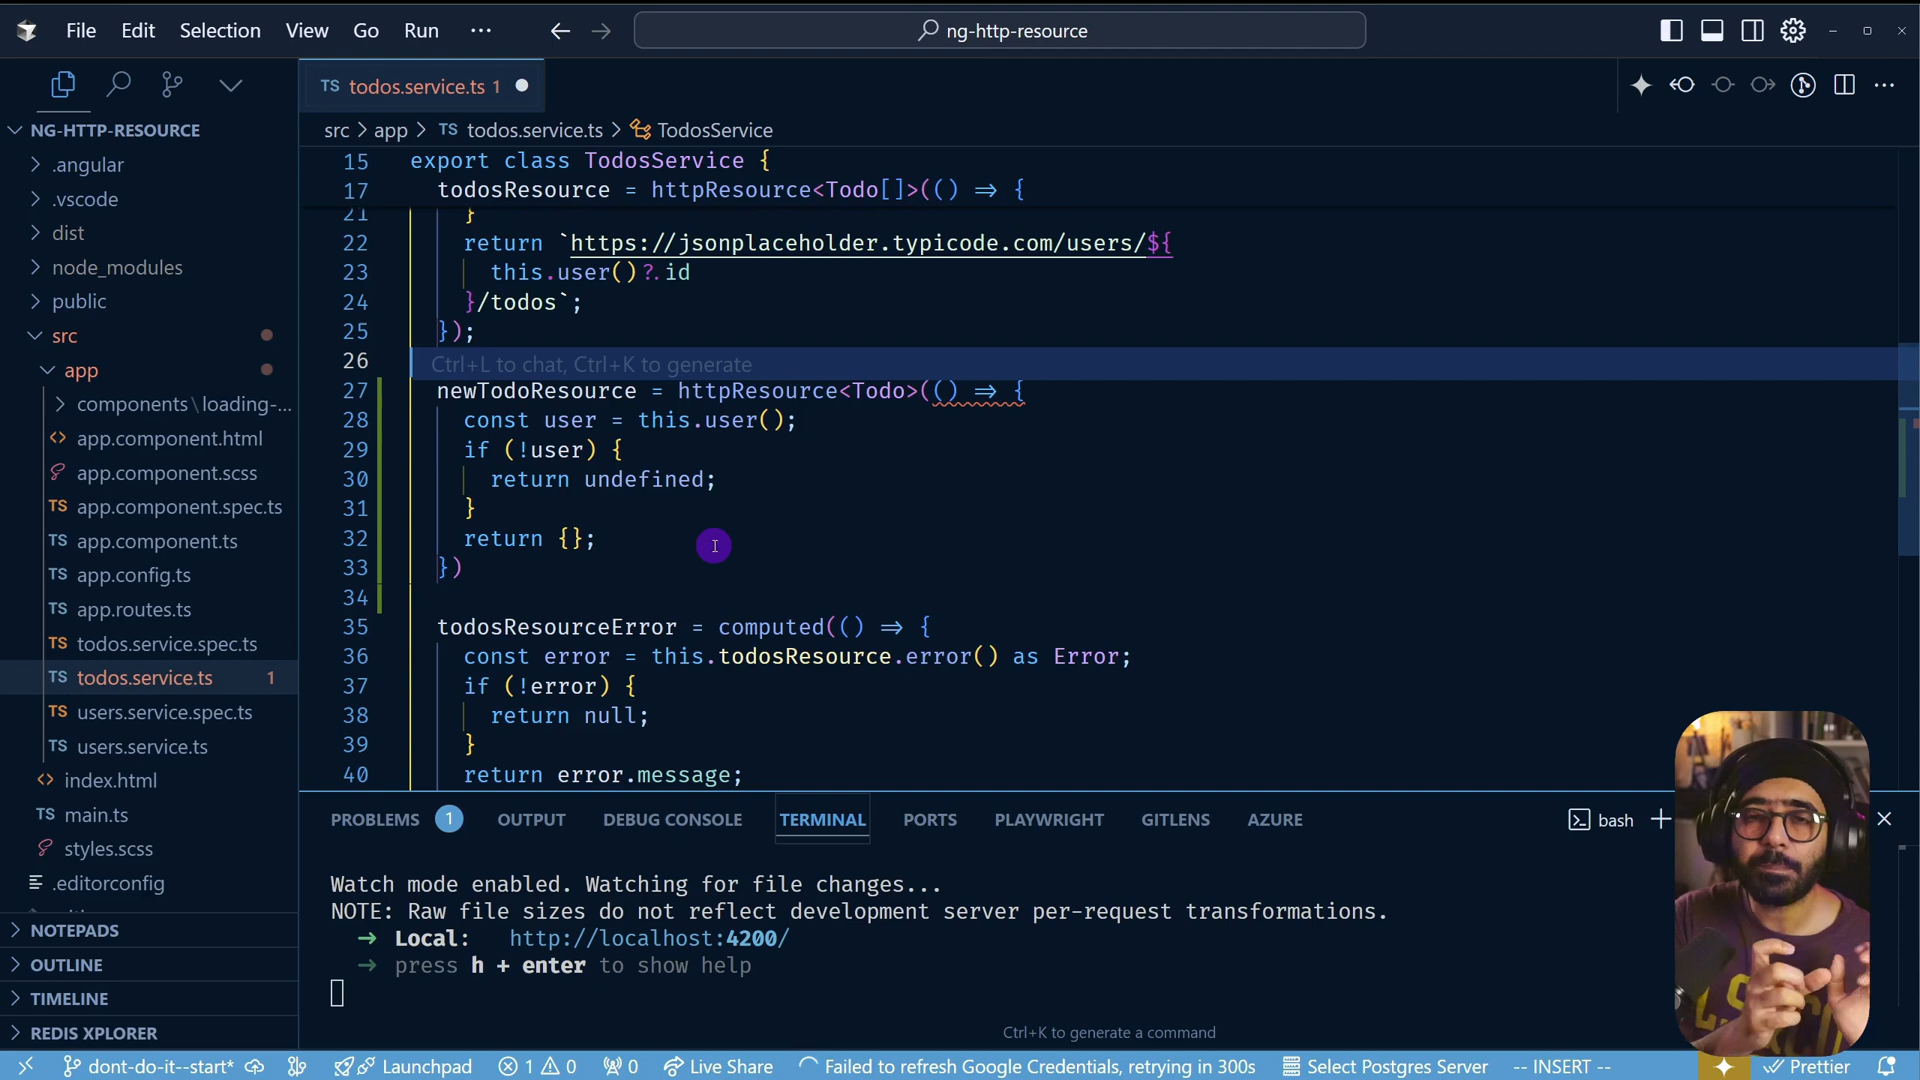 File Edit Selection View Go Run ... ng-http-resource
TS todos.service.ts 1
NG-HTTP-RESOURCE
.angular
.vscode
dist
node_modules
public
src
app
components\loading-...
<> app.component.html
app.component.scss
TS app.component.spec.ts
TS app.component.ts
TS app.config.ts
TS app.routes.ts
TS todos.service.spec.ts
TS todos.service.ts 1
TS users.service.spec.ts
TS users.service.ts
<> index.html
TS main.ts
styles.scss
.editorconfig
NOTEPADS
OUTLINE
TIMELINE
REDIS XPLORER
src > app > TS todos.service.ts > TodosService
15 export class TodosService {
17 todosResource = httpResource<Todo[]>(() => {
21 }
22 return `https://jsonplaceholder.typicode.com/users/${
23 this.user()?.id
24 }/todos`;
25 });
26 Ctrl+L to chat, Ctrl+K to generate
27 newTodoResource = httpResource<Todo>(() => {
28 const user = this.user();
29 if (!user) {
30 return undefined;
31 }
32 return {};
33 })
34
35 todosResourceError = computed(() => {
36 const error = this.todosResource.error() as Error;
37 if (!error) {
38 return null;
39 }
40 return error.message;
PROBLEMS 1 OUTPUT DEBUG CONSOLE TERMINAL PORTS PLAYWRIGHT GITLENS AZURE bash
Watch mode enabled. Watching for file changes...
NOTE: Raw file sizes do not reflect development server per-request transformations.
➜ Local: http://localhost:4200/
➜ press h + enter to show help
Ctrl+K to generate a command
dont-do-it--start* Launchpad 1 0 0 Live Share Failed to refresh Google Credentials, retrying in 300s Select Postgres Server -- INSERT -- Prettier